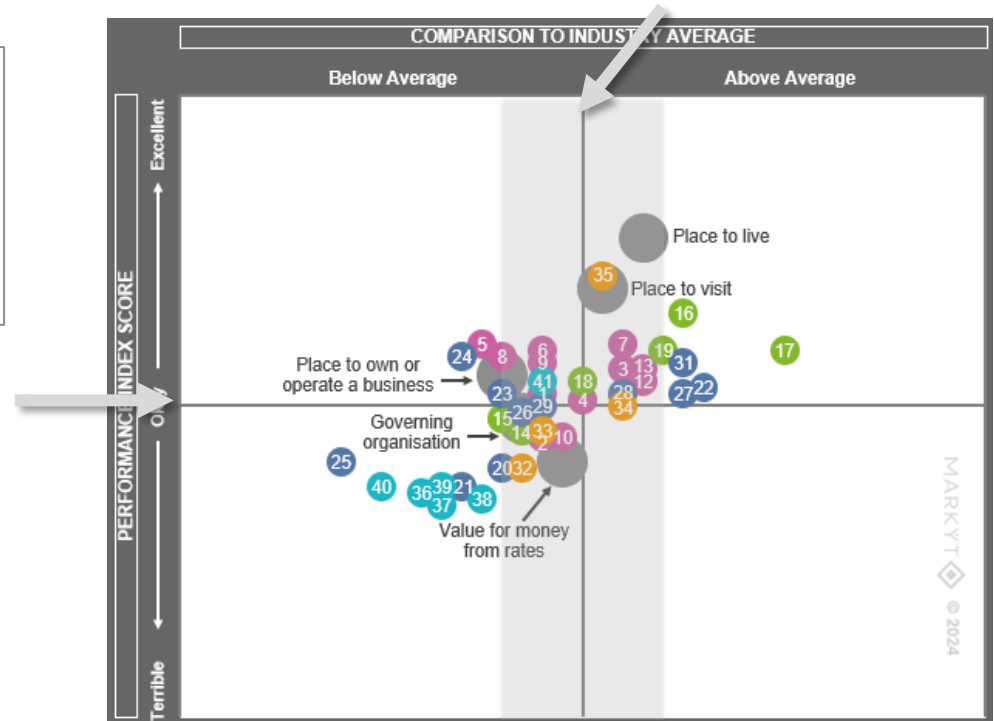 COMPARISON TO INDUSTRY AVERAGE
Below Average
Above Average
PERFORMANCE INDEX SCORE
Excellent
Okay
Terrible
Place to live
35
Place to visit
16
5
6
7
19
17
24
8
9
3
13
31
Place to own or
operate a business
41
18
12
23
1
28
27
22
4
26
29
34
15
Governing
organisation
14
33
2
10
25
20
32
40
36
39
21
38
37
Value for money
from rates
MARKYT
© 2024